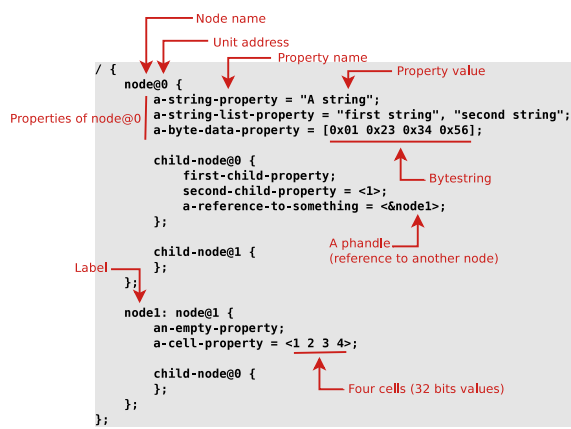 Node name
Unit address
Property name
Property value
/ {
node@0 {
a-string-property = "A string";
a-string-list-property = "first string", "second string";
Properties of node@0
a-byte-data-property = [0x01 0x23 0x34 0x56];
child-node@0 {
first-child-property;
Bytestring
second-child-property = <1>;
a-reference-to-something = <&node1>;
};
A phandle
(reference to another node)
child-node@1 {
};
Label
};
node1: node@1 {
an-empty-property;
a-cell-property = <1 2 3 4>;
child-node@0 {
Four cells (32 bits values)
};
};
};